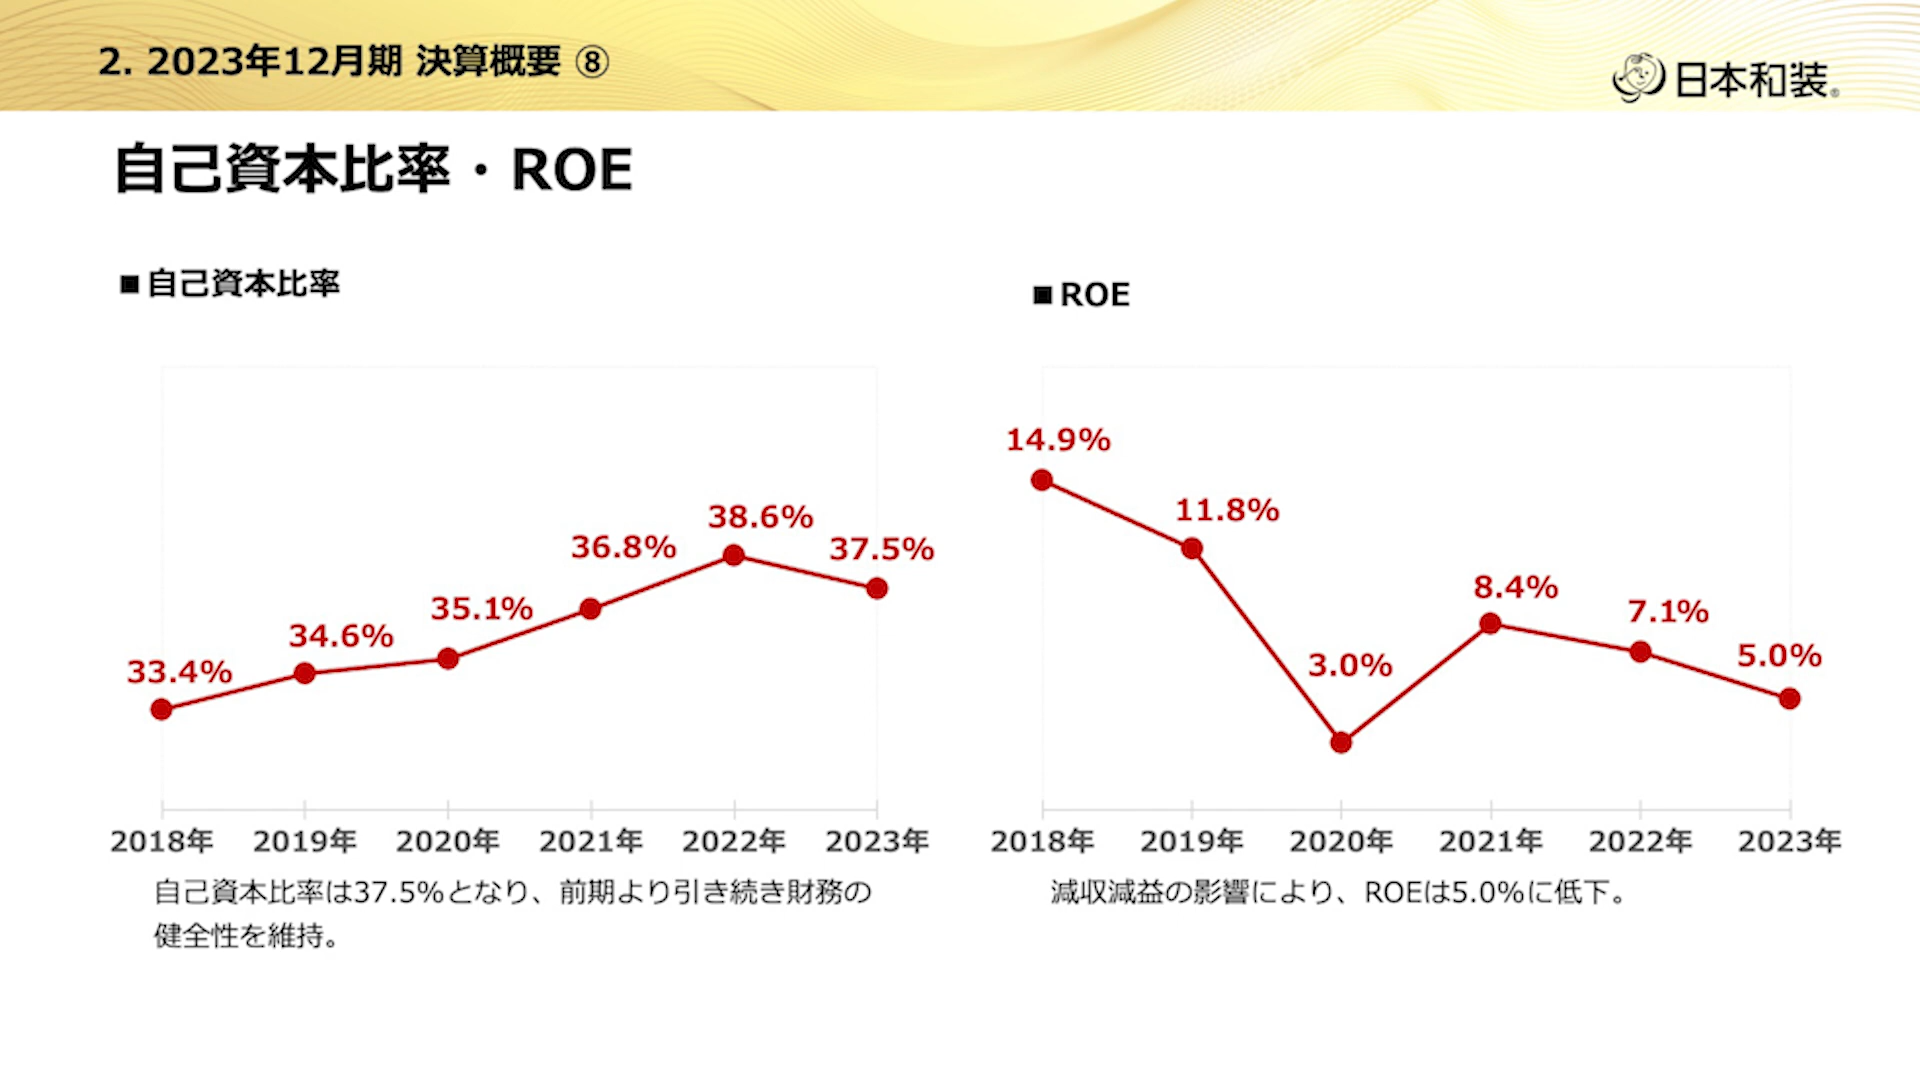 2. 2023年12月期 決算概要 ⑧
日本和装®
自己資本比率・ROE
■自己資本比率
33.4%
34.6%
35.1%
36.8%
38.6%
37.5%
2018年 2019年 2020年 2021年 2022年 2023年
自己資本比率は37.5%となり、前期より引き続き財務の
健全性を維持。
■ROE
14.9%
11.8%
3.0%
8.4%
7.1%
5.0%
2018年 2019年 2020年 2021年 2022年 2023年
減収減益の影響により、ROEは5.0%に低下。